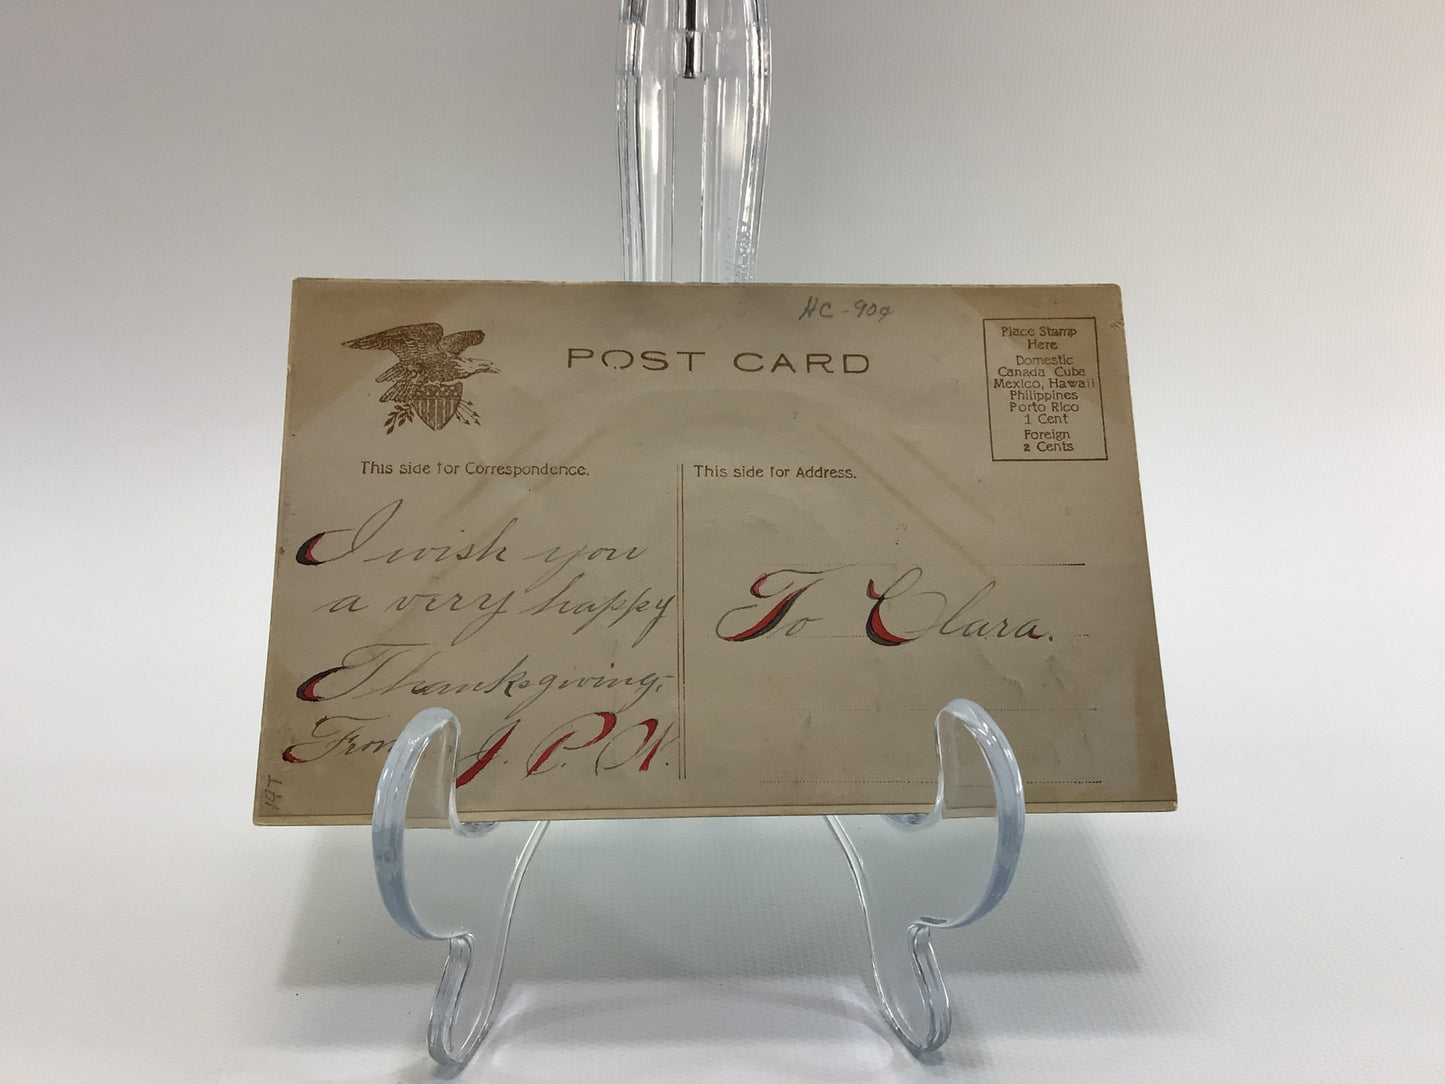 HC - 90¢
POST CARD
Place Stamp
Here
Domestic
Canada Cuba
Mexico, Hawaii
Philippines
Porto Rico
1 Cent
Foreign
2 Cents
This side for Correspondence.
I wish you
a very happy
Thanksgiving,
From J. P. N.
This side for Address.
To Clara.